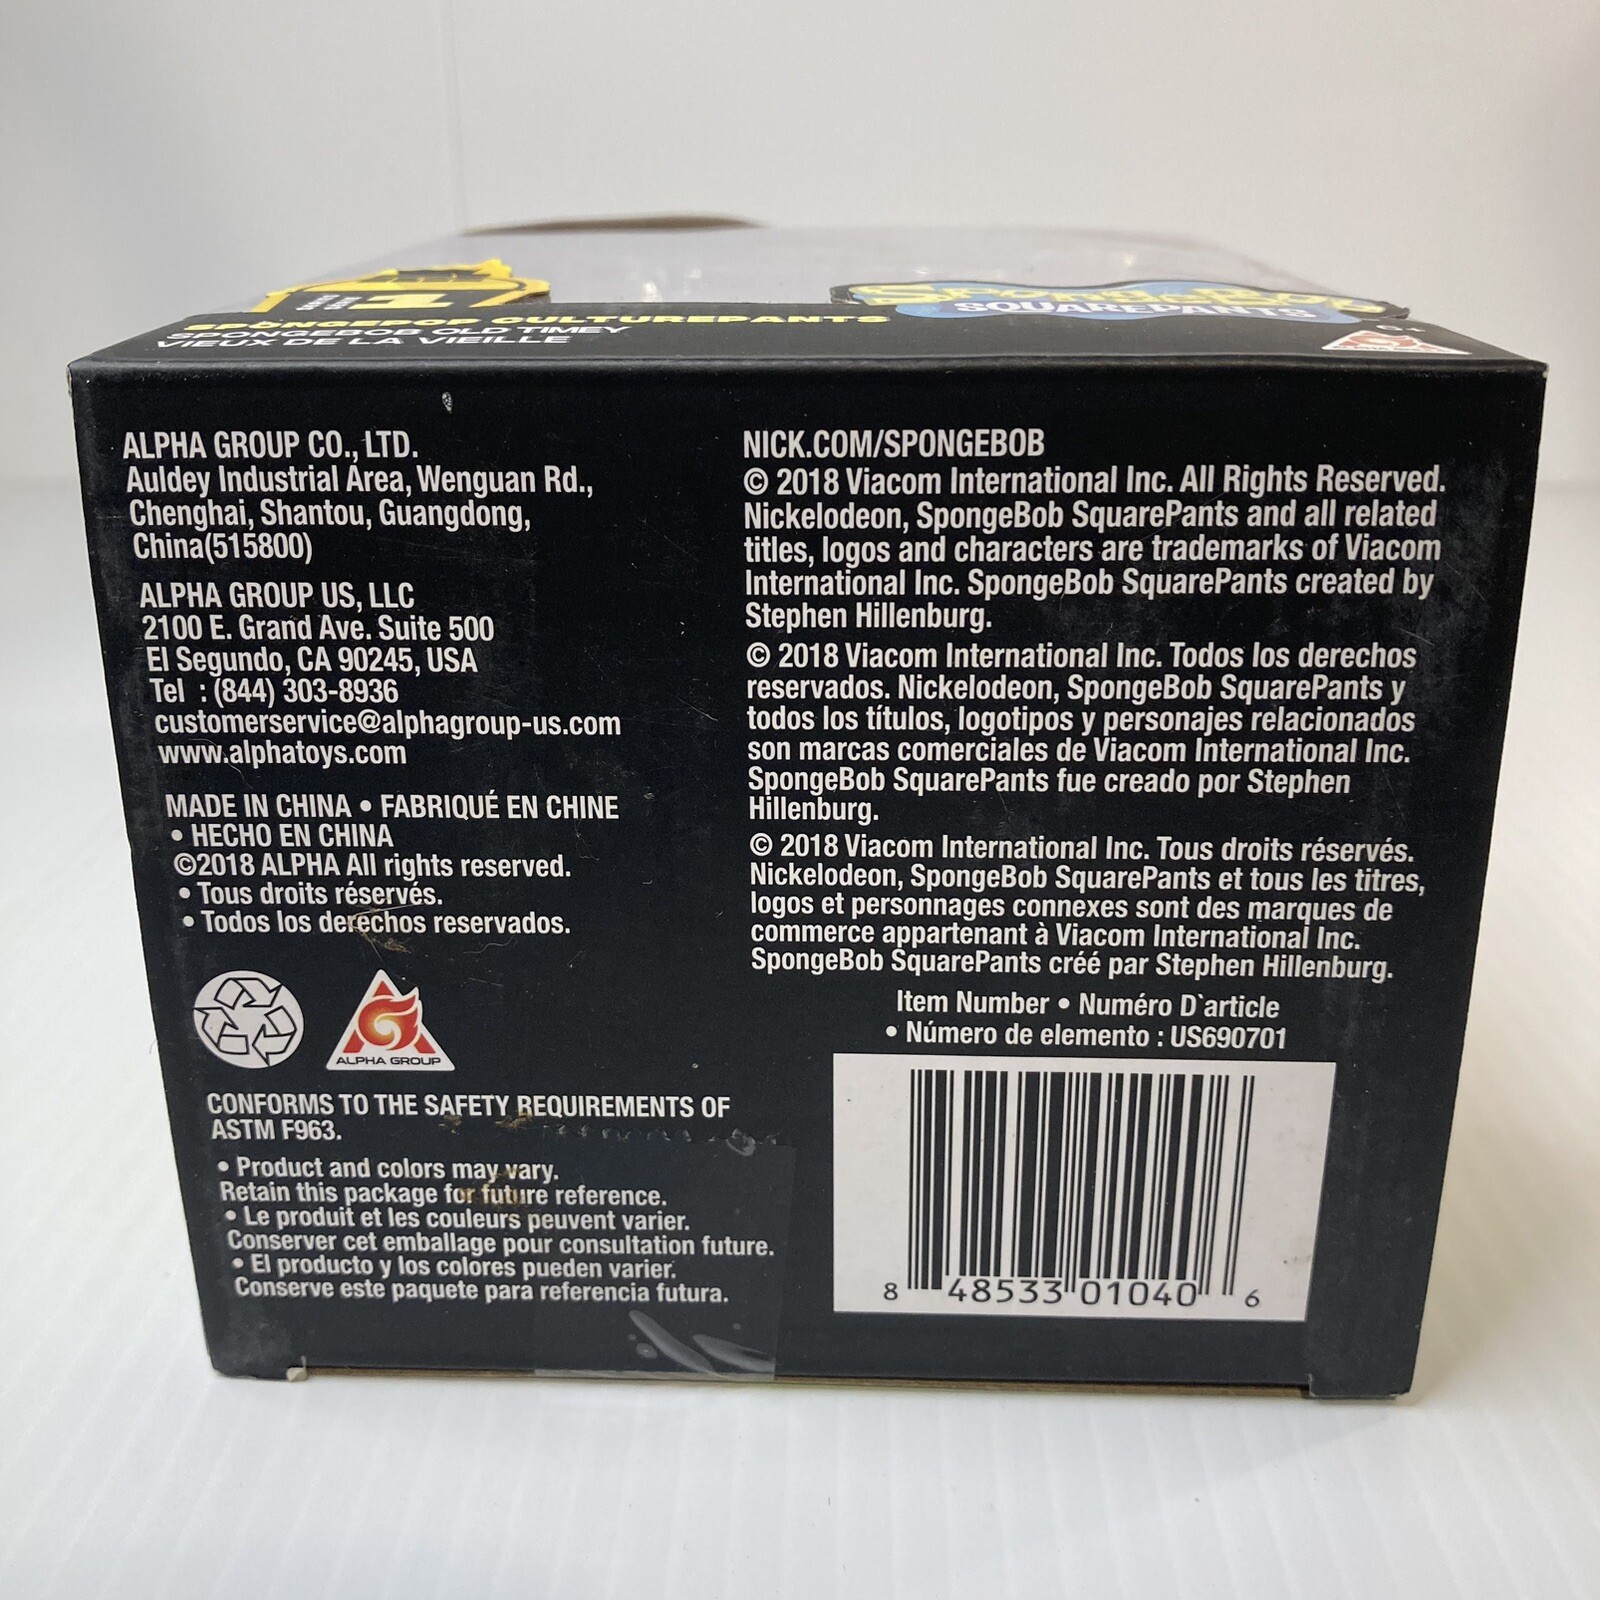 SERIES
SÉRIE
1
SPONGEBOB SQUAREPANTS
SPONGEPOP CULTUREPANTS
SPONGEBOB OLD TIMEY
VIEUX DE LA VIEILLE
6+
ALPHA GROUP CO., LTD.
Auldey Industrial Area, Wenguan Rd.,
Chenghai, Shantou, Guangdong,
China(515800)
ALPHA GROUP US, LLC
2100 E. Grand Ave. Suite 500
El Segundo, CA 90245, USA
Tel : (844) 303-8936
customerservice@alphagroup-us.com
www.alphatoys.com
MADE IN CHINA • FABRIQUÉ EN CHINE
• HECHO EN CHINA
©2018 ALPHA All rights reserved.
• Tous droits réservés.
• Todos los derechos reservados.
ALPHA GROUP
CONFORMS TO THE SAFETY REQUIREMENTS OF
ASTM F963.
• Product and colors may vary.
Retain this package for future reference.
• Le produit et les couleurs peuvent varier.
Conserver cet emballage pour consultation future.
• El producto y los colores pueden varier.
Conserve este paquete para referencia futura.
NICK.COM/SPONGEBOB
© 2018 Viacom International Inc. All Rights Reserved.
Nickelodeon, SpongeBob SquarePants and all related
titles, logos and characters are trademarks of Viacom
International Inc. SpongeBob SquarePants created by
Stephen Hillenburg.
© 2018 Viacom International Inc. Todos los derechos
reservados. Nickelodeon, SpongeBob SquarePants y
todos los títulos, logotipos y personajes relacionados
son marcas comerciales de Viacom International Inc.
SpongeBob SquarePants fue creado por Stephen
Hillenburg.
© 2018 Viacom International Inc. Tous droits réservés.
Nickelodeon, SpongeBob SquarePants et tous les titres,
logos et personnages connexes sont des marques de
commerce appartenant à Viacom International Inc.
SpongeBob SquarePants créé par Stephen Hillenburg.
Item Number • Numéro D`article
• Número de elemento : US690701
8 48533 01040 6